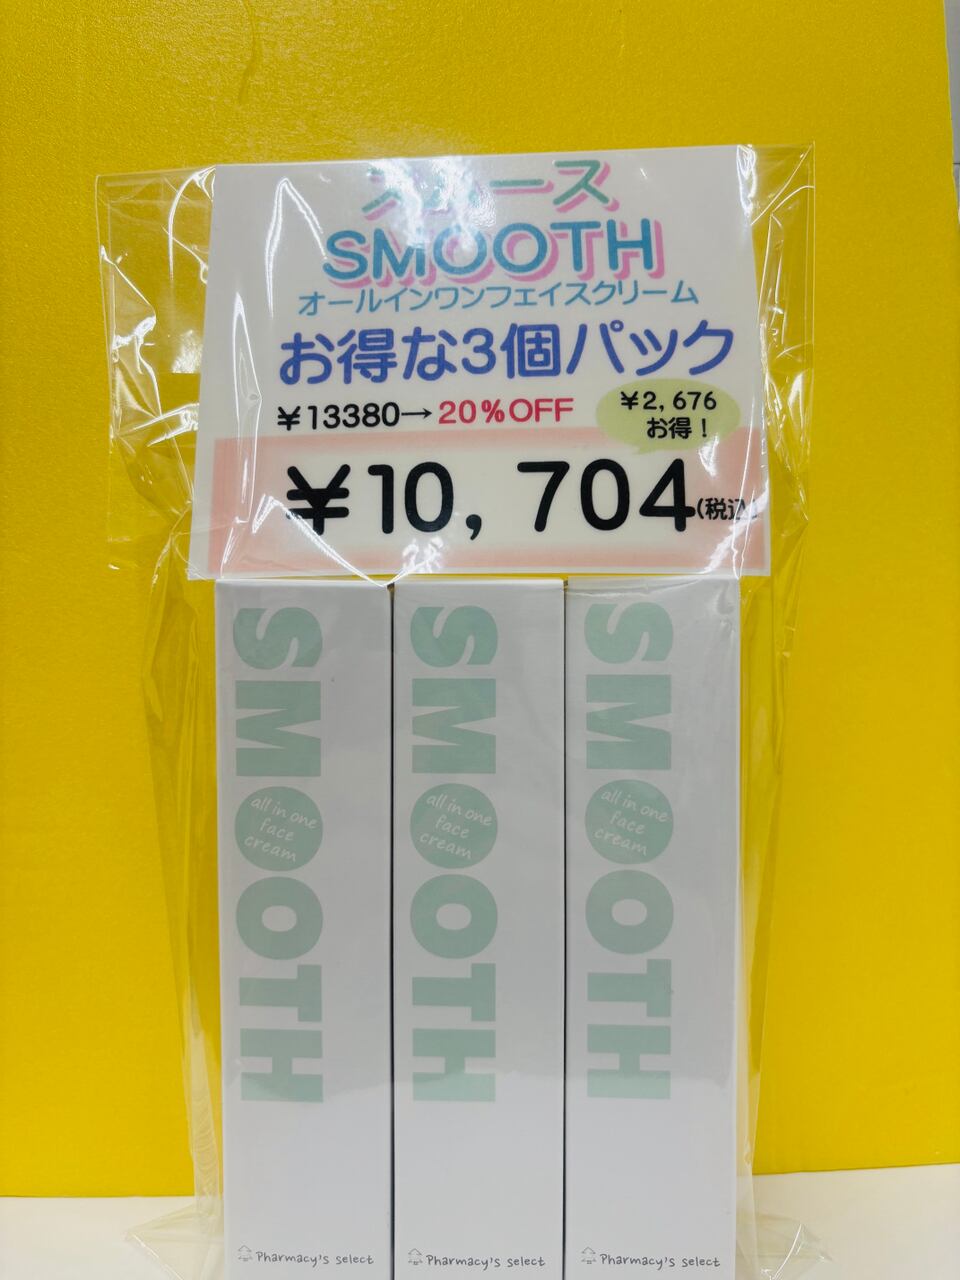 スムース
SMOOTH
オールインワンフェイスクリーム
お得な3個パック
¥13380→20%OFF
¥2,676
お得!
¥10,704(税込)
SMOOTH
all in one
face
cream
Pharmacy's select
SMOOTH
all in one
face
cream
Pharmacy's select
SMOOTH
all in one
face
cream
Pharmacy's select